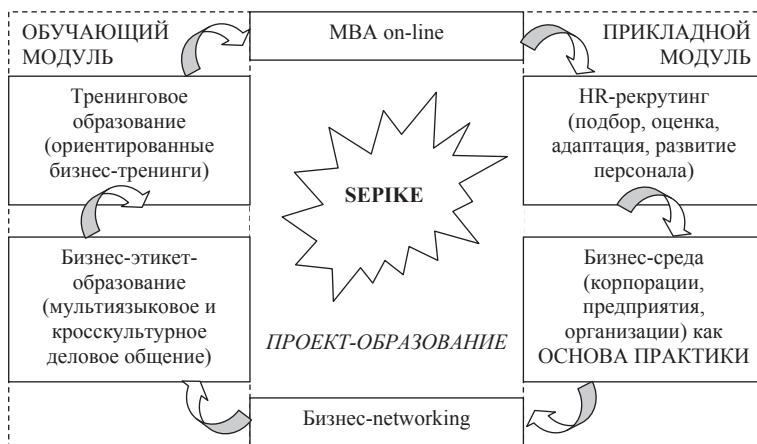 ОБУЧАЮЩИЙ
МОДУЛЬ
MBA on-line
ПРИКЛАДНОЙ
МОДУЛЬ
Тренинговое
образование
(ориентированные
бизнес-тренинги)
SEPIKE
HR-рекрутинг
(подбор, оценка,
адаптация, развитие
персонала)
Бизнес-этикет-
образование
(мультиязыковое и
кросскультурное
деловое общение)
ПРОЕКТ-ОБРАЗОВАНИЕ
Бизнес-среда
(корпорации,
предприятия,
организации) как
ОСНОВА ПРАКТИКИ
Бизнес-networking